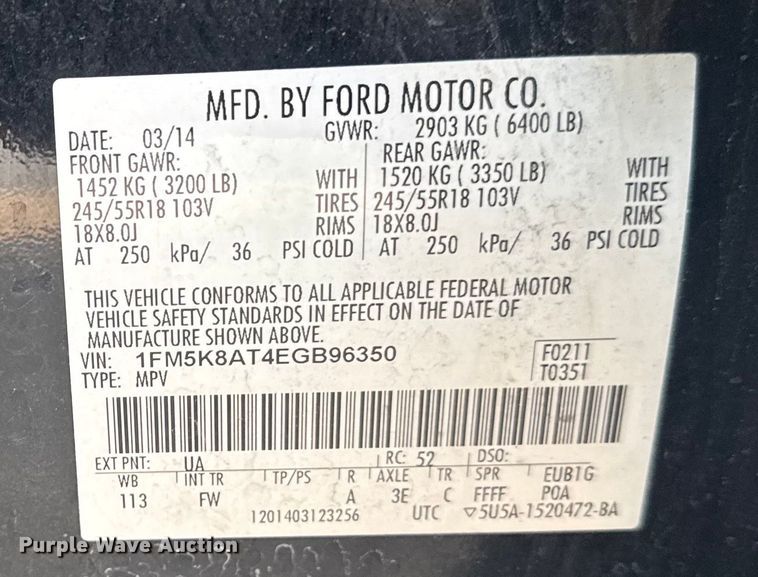 MFD. BY FORD MOTOR CO.
DATE: 03/14 GVWR: 2903 KG ( 6400 LB)
FRONT GAWR: REAR GAWR:
1452 KG ( 3200 LB) WITH 1520 KG ( 3350 LB) WITH
245/55R18 103V TIRES 245/55R18 103V TIRES
18X8.0J RIMS 18X8.0J RIMS
AT 250 kPa/ 36 PSI COLD AT 250 kPa/ 36 PSI COLD
THIS VEHICLE CONFORMS TO ALL APPLICABLE FEDERAL MOTOR
VEHICLE SAFETY STANDARDS IN EFFECT ON THE DATE OF
MANUFACTURE SHOWN ABOVE.
VIN: 1FM5K8AT4EGB96350 F0211
TYPE: MPV T0351
EXT PNT: UA RC: 52 DSO:
WB INT TR TP/PS R AXLE TR SPR EUB1G
113 FW A 3E C FFFF POA
1201403123256 UTC ▽5U5A-1520472-BA
Purple Wave Auction